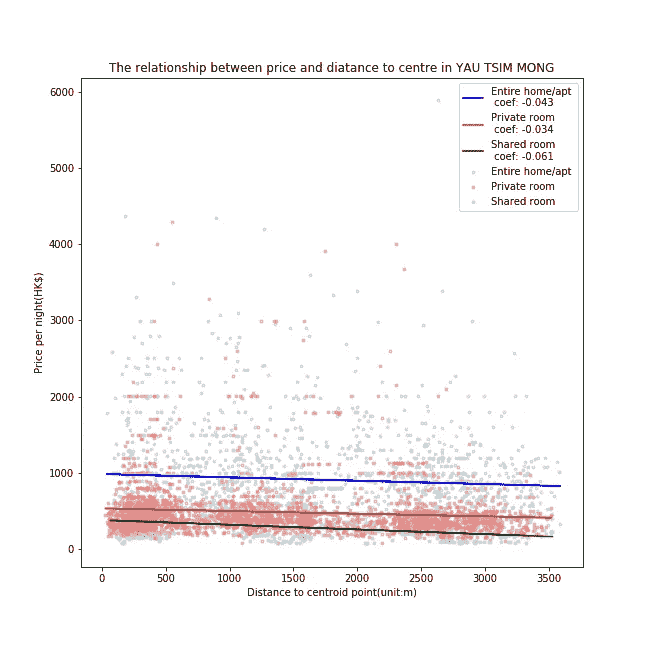 The relationship between price and diatance to centre in YAU TSIM MONG
6000
5000
4000
3000
2000
1000
0
Price per night(HK$)
Entire home/apt
coef: -0.043
Private room
coef: -0.034
Shared room
coef: -0.061
Entire home/apt
Private room
Shared room
0
500
1000
1500
2000
2500
3000
3500
Distance to centroid point(unit:m)